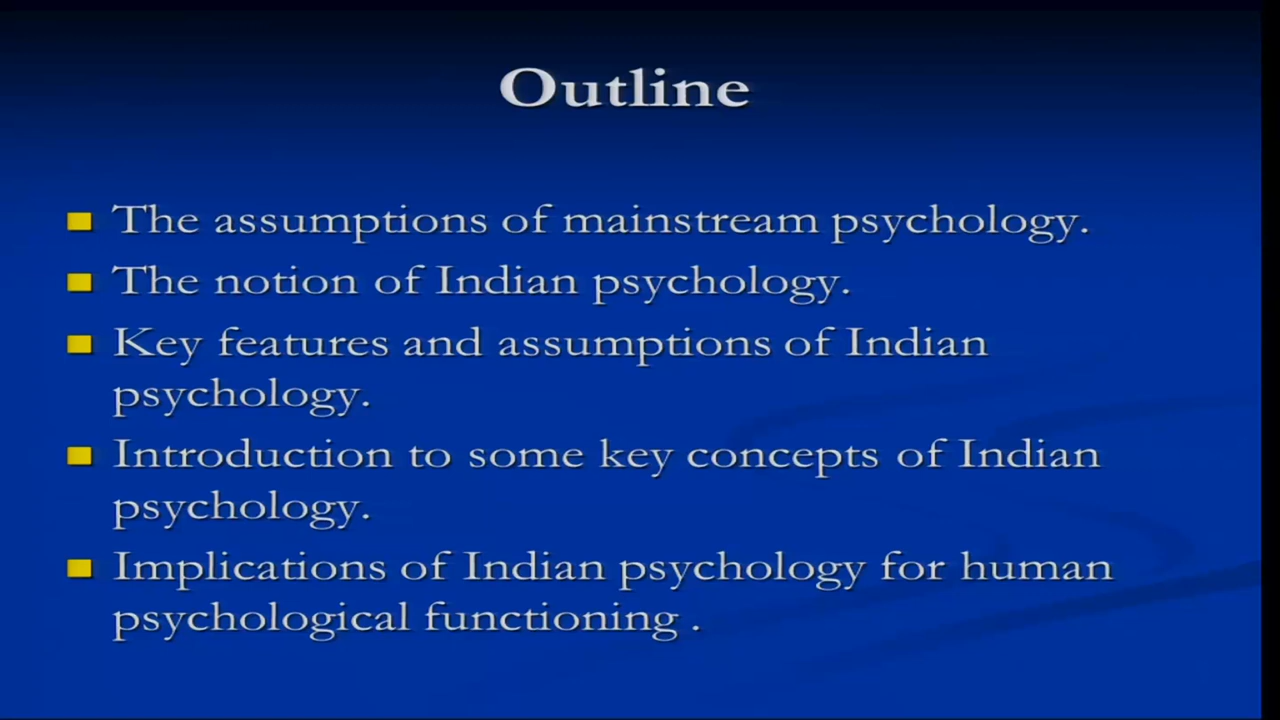 Outline
The assumptions of mainstream psychology.
The notion of Indian psychology.
Key features and assumptions of Indian
psychology.
Introduction to some key concepts of Indian
psychology.
Implications of Indian psychology for human
psychological functioning .